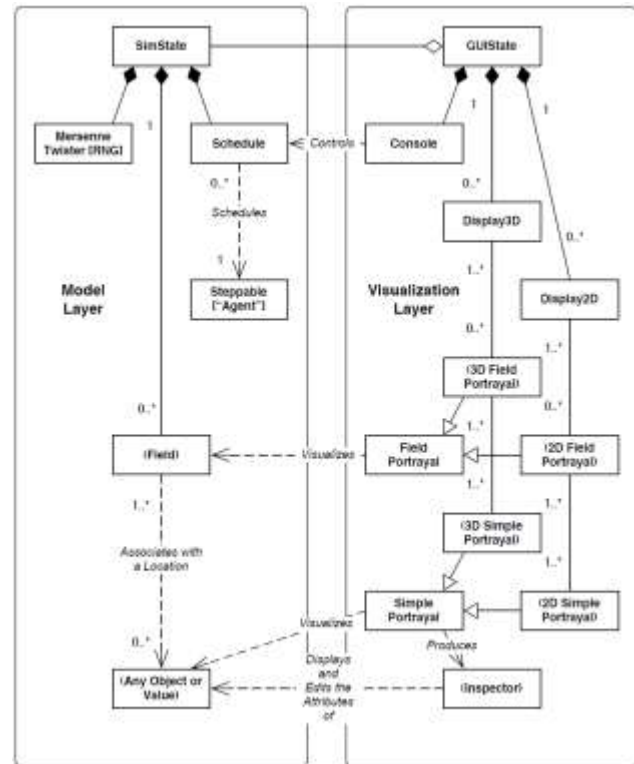 SimState
GUIState
Mersenne
Twister [RNG]
1
Schedule
Controls
Console
1
1
0..*
Schedules
0..*
Display3D
1
Model
Layer
Steppable
["Agent"]
Visualization
Layer
1..*
0..*
Display2D
0..*
(3D Field
Portrayal)
1..*
0..*
1..*
0..*
(Field)
Visualizes
Field
Portrayal
(2D Field
Portrayal)
1..*
1..*
1..*
Associates with
a Location
(3D Simple
Portrayal)
1..*
0..*
Visualizes
Simple
Portrayal
(2D Simple
Portrayal)
Produces
(Any Object or
Value)
Displays
and
Edits the
Attributes
of
(Inspector)